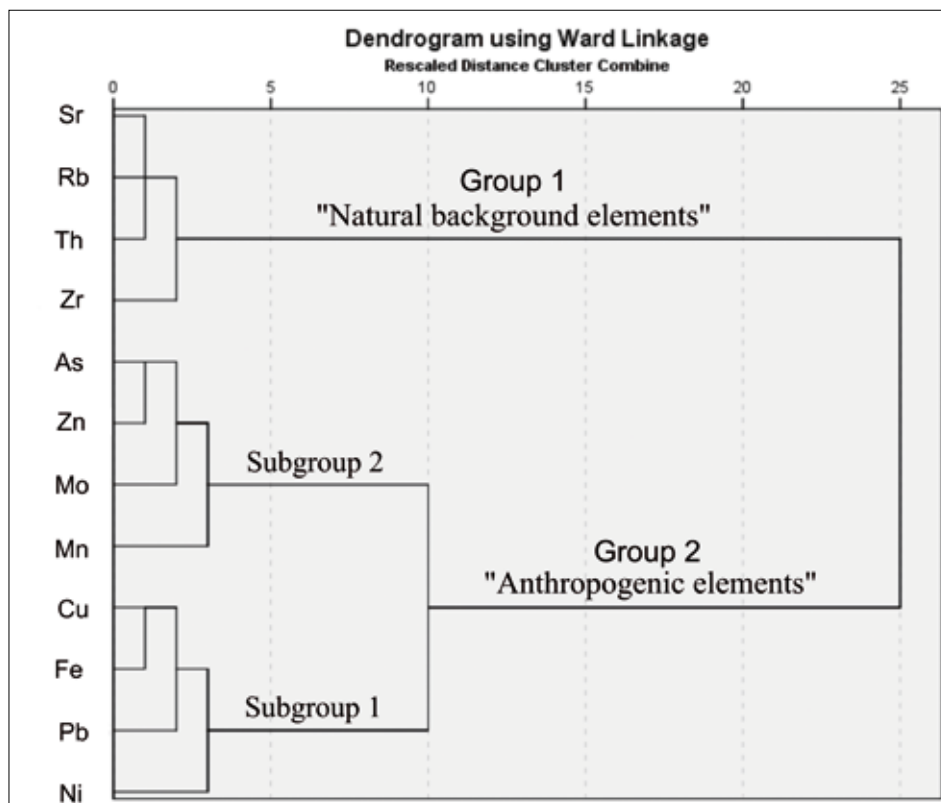 Dendrogram using Ward Linkage
Rescaled Distance Cluster Combine
0 5 10 15 20 25
Sr
Rb
Group 1
"Natural background elements"
Th
Zr
As
Zn
Subgroup 2
Mo
Mn
Group 2
"Anthropogenic elements"
Cu
Fe
Subgroup 1
Pb
Ni